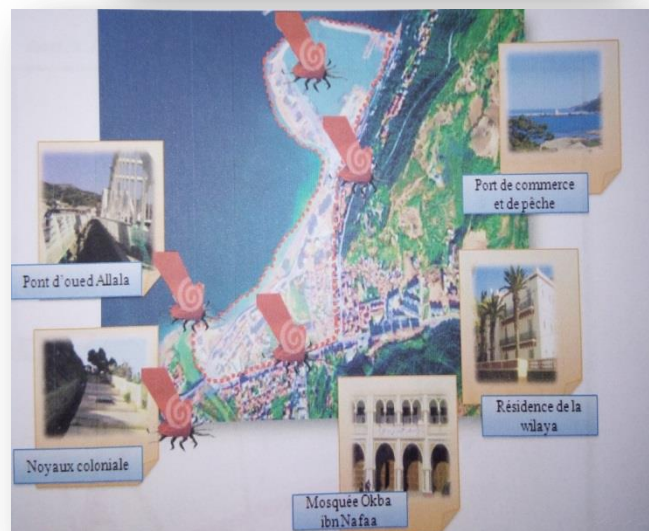 Port de commerce
et de pêche
Pont d'oued Allala
Résidence de la
wilaya
Noyaux coloniale
Mosquée Okba
ibn Nafaa